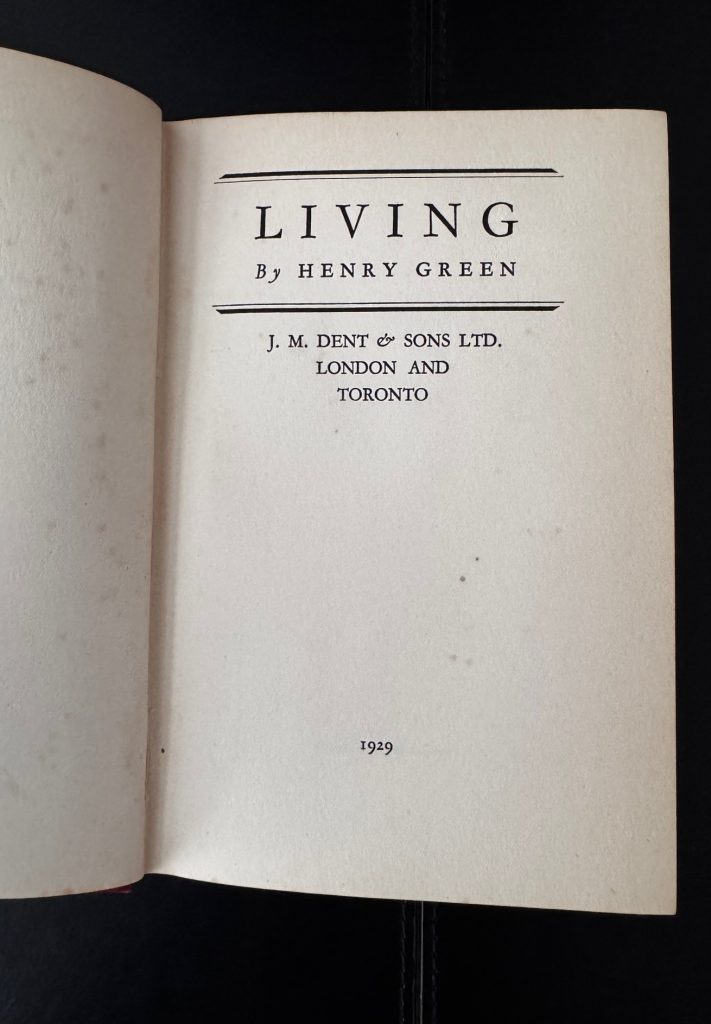 LIVING
By HENRY GREEN
J. M. DENT & SONS LTD.
LONDON AND
TORONTO
1929